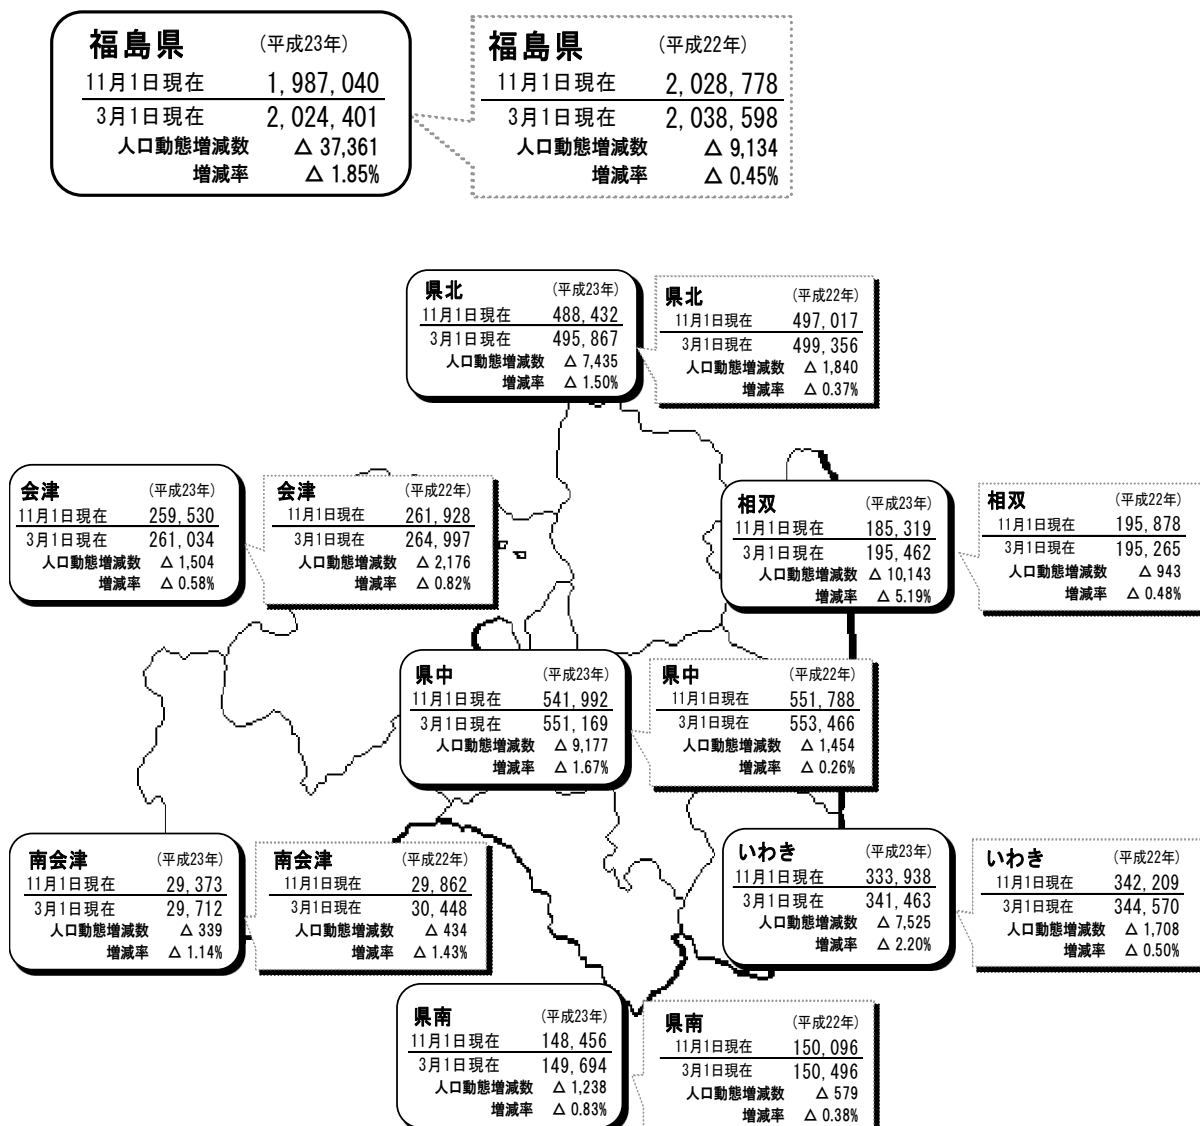 福島県 (平成23年)
11月1日現在 1,987,040
3月1日現在 2,024,401
人口動態増減数 △ 37,361
増減率 △ 1.85%
福島県 (平成22年)
11月1日現在 2,028,778
3月1日現在 2,038,598
人口動態増減数 △ 9,134
増減率 △ 0.45%
県北 (平成23年)
11月1日現在 488,432
3月1日現在 495,867
人口動態増減数 △ 7,435
増減率 △ 1.50%
県北 (平成22年)
11月1日現在 497,017
3月1日現在 499,356
人口動態増減数 △ 1,840
増減率 △ 0.37%
会津 (平成23年)
11月1日現在 259,530
3月1日現在 261,034
人口動態増減数 △ 1,504
増減率 △ 0.58%
会津 (平成22年)
11月1日現在 261,928
3月1日現在 264,997
人口動態増減数 △ 2,176
増減率 △ 0.82%
相双 (平成23年)
11月1日現在 185,319
3月1日現在 195,462
人口動態増減数 △ 10,143
増減率 △ 5.19%
相双 (平成22年)
11月1日現在 195,878
3月1日現在 195,265
人口動態増減数 △ 943
増減率 △ 0.48%
県中 (平成23年)
11月1日現在 541,992
3月1日現在 551,169
人口動態増減数 △ 9,177
増減率 △ 1.67%
県中 (平成22年)
11月1日現在 551,788
3月1日現在 553,466
人口動態増減数 △ 1,454
増減率 △ 0.26%
南会津 (平成23年)
11月1日現在 29,373
3月1日現在 29,712
人口動態増減数 △ 339
増減率 △ 1.14%
南会津 (平成22年)
11月1日現在 29,862
3月1日現在 30,448
人口動態増減数 △ 434
増減率 △ 1.43%
いわき (平成23年)
11月1日現在 333,938
3月1日現在 341,463
人口動態増減数 △ 7,525
増減率 △ 2.20%
いわき (平成22年)
11月1日現在 342,209
3月1日現在 344,570
人口動態増減数 △ 1,708
増減率 △ 0.50%
県南 (平成23年)
11月1日現在 148,456
3月1日現在 149,694
人口動態増減数 △ 1,238
増減率 △ 0.83%
県南 (平成22年)
11月1日現在 150,096
3月1日現在 150,496
人口動態増減数 △ 579
増減率 △ 0.38%